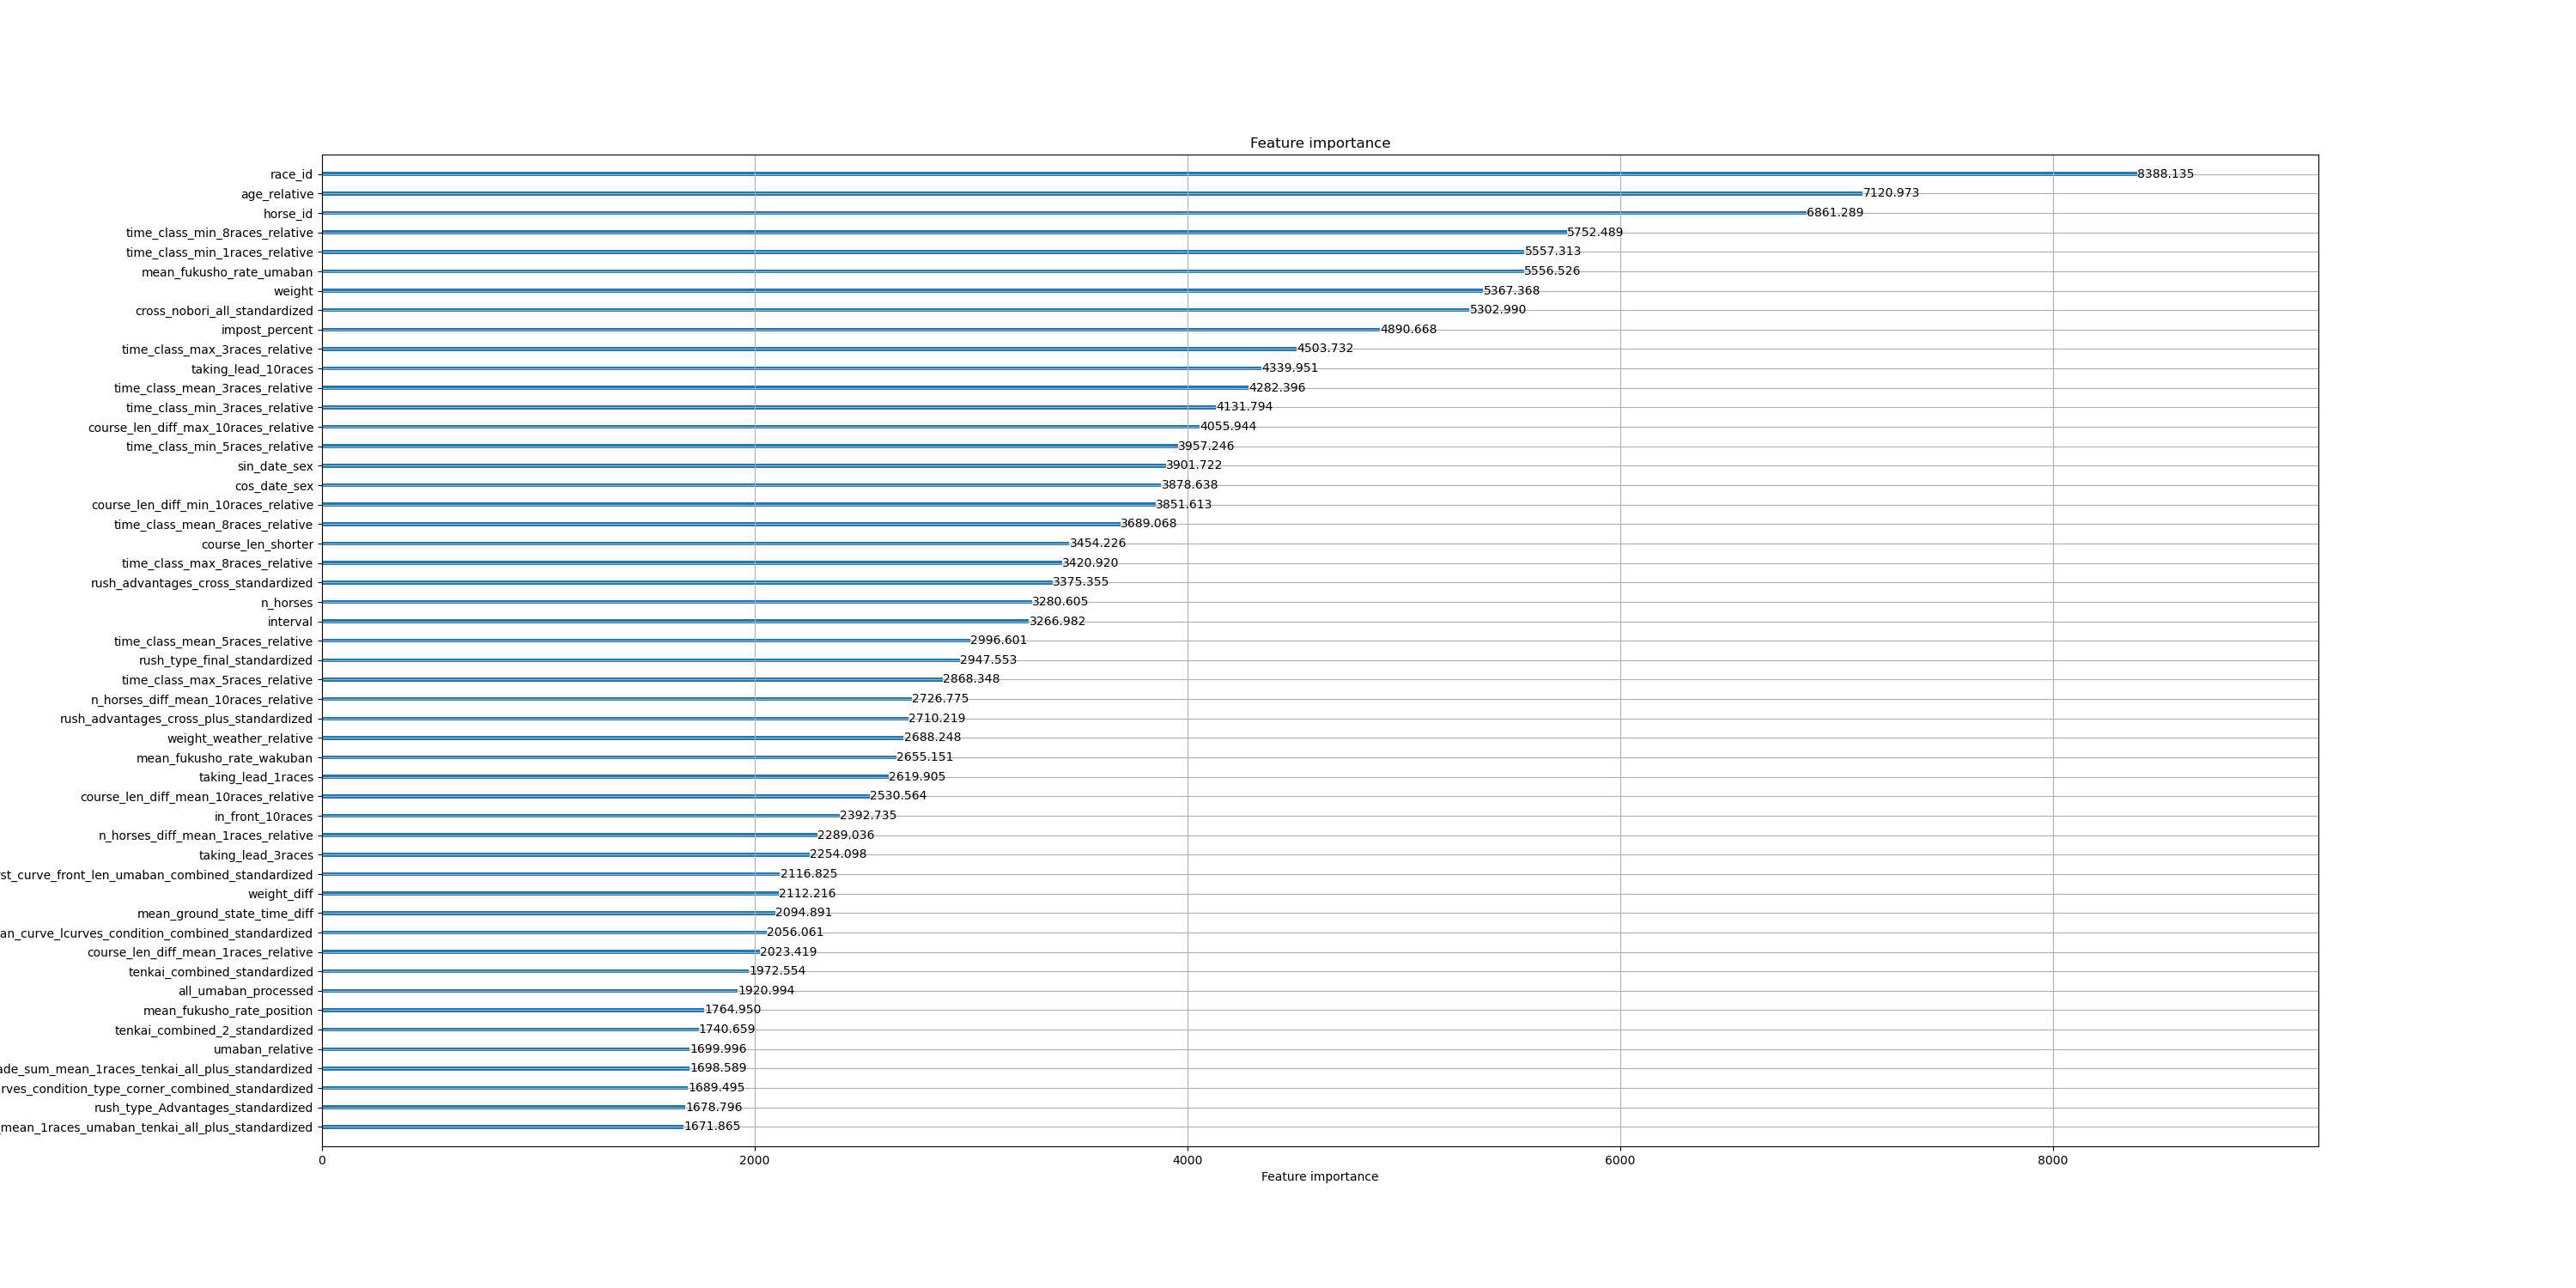 Feature importance
race_id 8388.135
age_relative 7120.973
horse_id 6861.289
time_class_min_8races_relative 5752.489
time_class_min_1races_relative 5557.313
mean_fukusho_rate_umaban 5556.526
weight 5367.368
cross_nobori_all_standardized 5302.990
impost_percent 4890.668
time_class_max_3races_relative 4503.732
taking_lead_10races 4339.951
time_class_mean_3races_relative 4282.396
time_class_min_3races_relative 4131.794
course_len_diff_max_10races_relative 4055.944
time_class_min_5races_relative 3957.246
sin_date_sex 3901.722
cos_date_sex 3878.638
course_len_diff_min_10races_relative 3851.613
time_class_mean_8races_relative 3689.068
course_len_shorter 3454.226
time_class_max_8races_relative 3420.920
rush_advantages_cross_standardized 3375.355
n_horses 3280.605
interval 3266.982
time_class_mean_5races_relative 2996.601
rush_type_final_standardized 2947.553
time_class_max_5races_relative 2868.348
n_horses_diff_mean_10races_relative 2726.775
rush_advantages_cross_plus_standardized 2710.219
weight_weather_relative 2688.248
mean_fukusho_rate_wakuban 2655.151
taking_lead_1races 2619.905
course_len_diff_mean_10races_relative 2530.564
in_front_10races 2392.735
n_horses_diff_mean_1races_relative 2289.036
taking_lead_3races 2254.098
st_curve_front_len_umaban_combined_standardized 2116.825
weight_diff 2112.216
mean_ground_state_time_diff 2094.891
an_curve_lcurves_condition_combined_standardized 2056.061
course_len_diff_mean_1races_relative 2023.419
tenkai_combined_standardized 1972.554
all_umaban_processed 1920.994
mean_fukusho_rate_position 1764.950
tenkai_combined_2_standardized 1740.659
umaban_relative 1699.996
ade_sum_mean_1races_tenkai_all_plus_standardized 1698.589
rves_condition_type_corner_combined_standardized 1689.495
rush_type_Advantages_standardized 1678.796
_mean_1races_umaban_tenkai_all_plus_standardized 1671.865
0 2000 4000 6000 8000
Feature importance